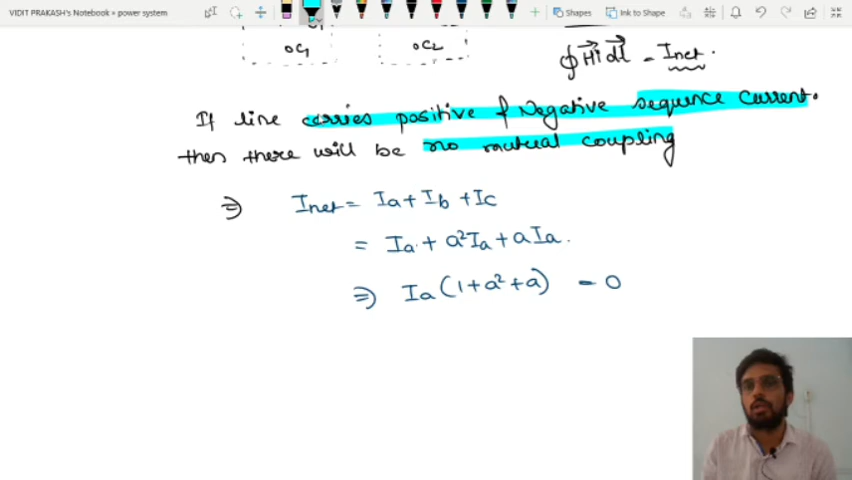 VIDIT PRAKASH's Notebook » power system
Shapes
Ink to Shape
oC1
oC2
∮H⃗i dl⃗ = Inet.
If line carries positive & Negative sequence current.
then there will be no mutual coupling
⇒ Inet = Ia + Ib + Ic
= Ia + a²Ia + aIa.
⇒ Ia (1 + a² + a) = 0